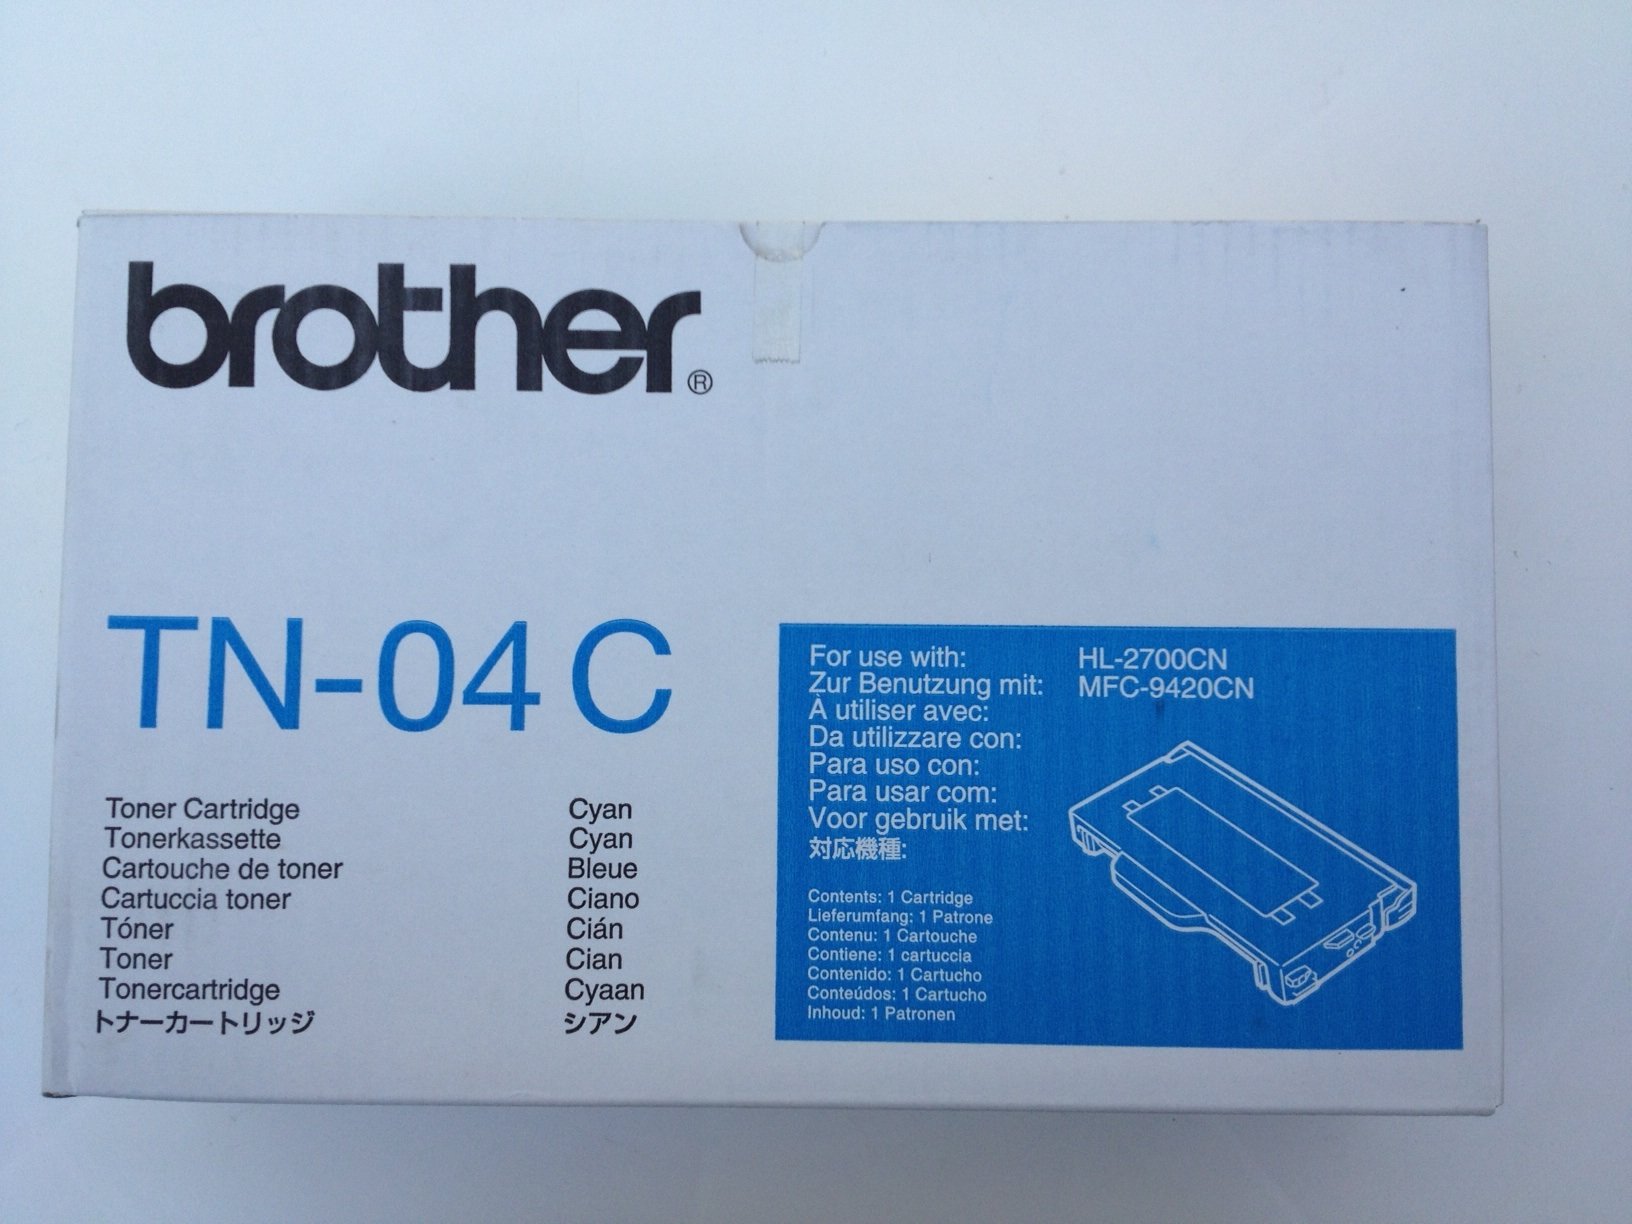 brother®
TN-04 C
Toner Cartridge Cyan
Tonerkassette Cyan
Cartouche de toner Bleue
Cartuccia toner Ciano
Tóner Cián
Toner Cian
Tonercartridge Cyaan
トナーカートリッジ シアン
For use with: HL-2700CN
Zur Benutzung mit: MFC-9420CN
À utiliser avec:
Da utilizzare con:
Para uso con:
Para usar com:
Voor gebruik met:
対応機種:
Contents: 1 Cartridge
Lieferumfang: 1 Patrone
Contenu: 1 Cartouche
Contiene: 1 cartuccia
Contenido: 1 Cartucho
Conteúdos: 1 Cartucho
Inhoud: 1 Patronen